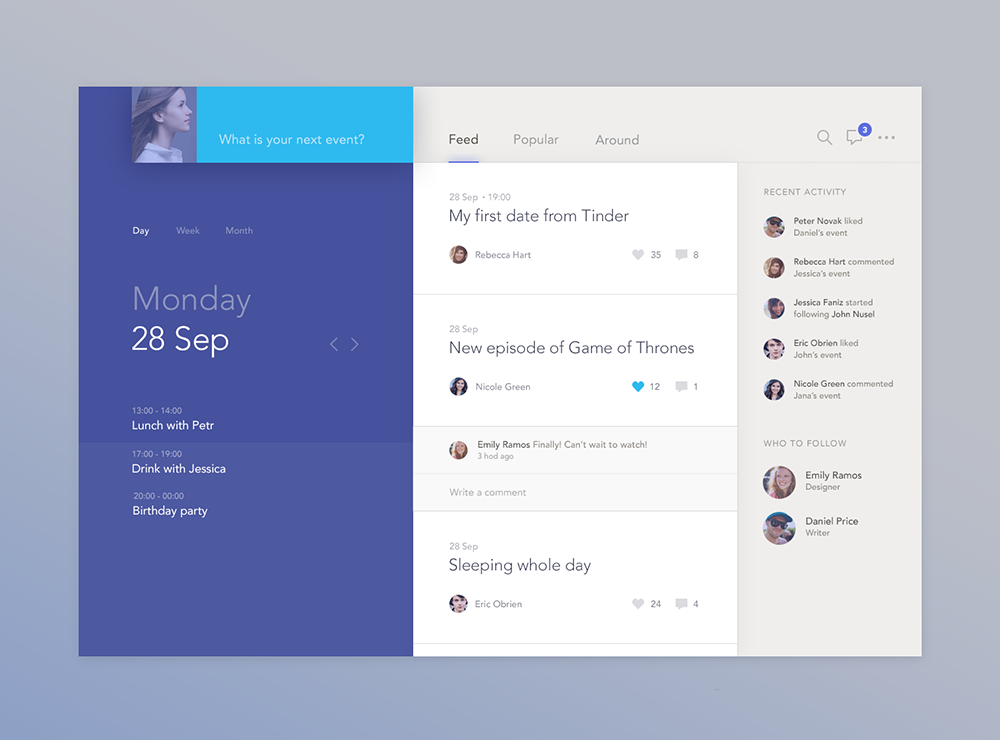 What is your next event?
Day Week Month
Monday
28 Sep
13:00 - 14:00
Lunch with Petr
17:00 - 19:00
Drink with Jessica
20:00 - 00:00
Birthday party
Feed Popular Around
3
28 Sep • 19:00
My first date from Tinder
Rebecca Hart 35 8
28 Sep
New episode of Game of Thrones
Nicole Green 12 1
Emily Ramos Finally! Can't wait to watch!
3 hod ago
Write a comment
28 Sep
Sleeping whole day
Eric Obrien 24 4
RECENT ACTIVITY
Peter Novak liked
Daniel's event
Rebecca Hart commented
Jessica's event
Jessica Faniz started
following John Nusel
Eric Obrien liked
John's event
Nicole Green commented
Jana's event
WHO TO FOLLOW
Emily Ramos
Designer
Daniel Price
Writer